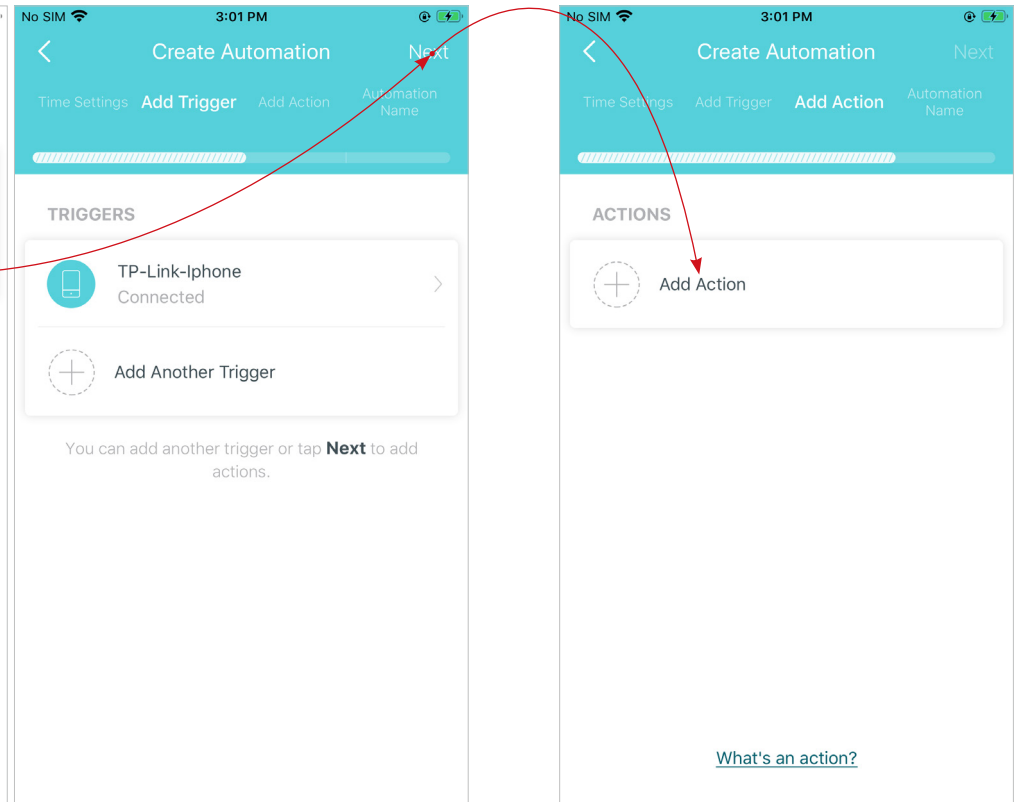 No SIM 3:01 PM
Create Automation Next
Time Settings Add Trigger Add Action Automation Name
TRIGGERS
TP-Link-Iphone
Connected
Add Another Trigger
You can add another trigger or tap Next to add
actions.
No SIM 3:01 PM
Create Automation Next
Time Settings Add Trigger Add Action Automation Name
ACTIONS
Add Action
What's an action?